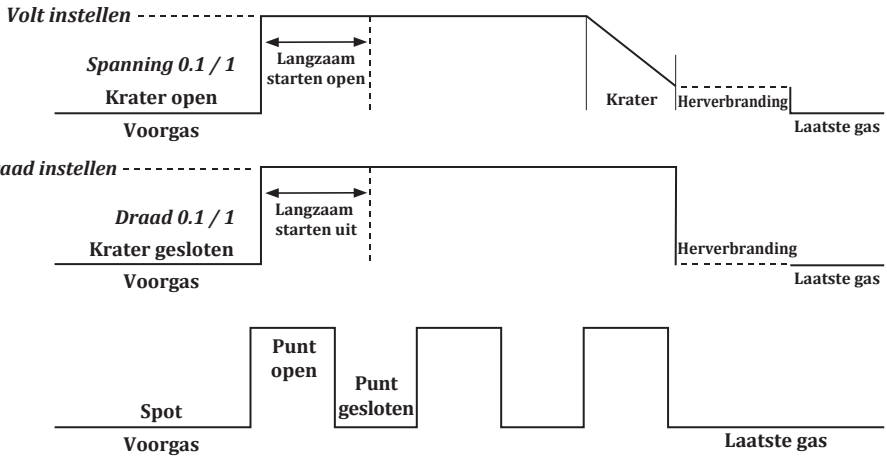 Volt instellen
Spanning 0.1 / 1
Langzaam
starten open
Krater open
Krater
Herverbranding
Voorgas
Laatste gas
aad instellen
Draad 0.1 / 1
Langzaam
starten uit
Krater gesloten
Herverbranding
Voorgas
Laatste gas
Punt
open
Punt
gesloten
Spot
Voorgas
Laatste gas